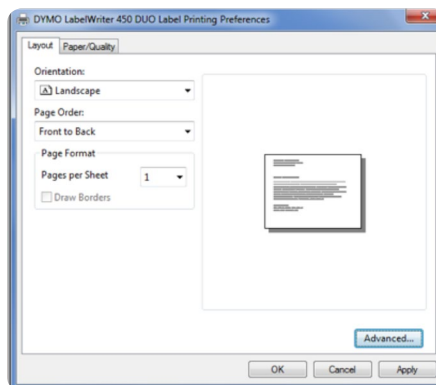 DYMO LabelWriter 450 DUO Label Printing Preferences
Layout
Paper/Quality
Orientation:
Landscape
Page Order:
Front to Back
Page Format
Pages per Sheet
1
Draw Borders
Advanced...
OK
Cancel
Apply